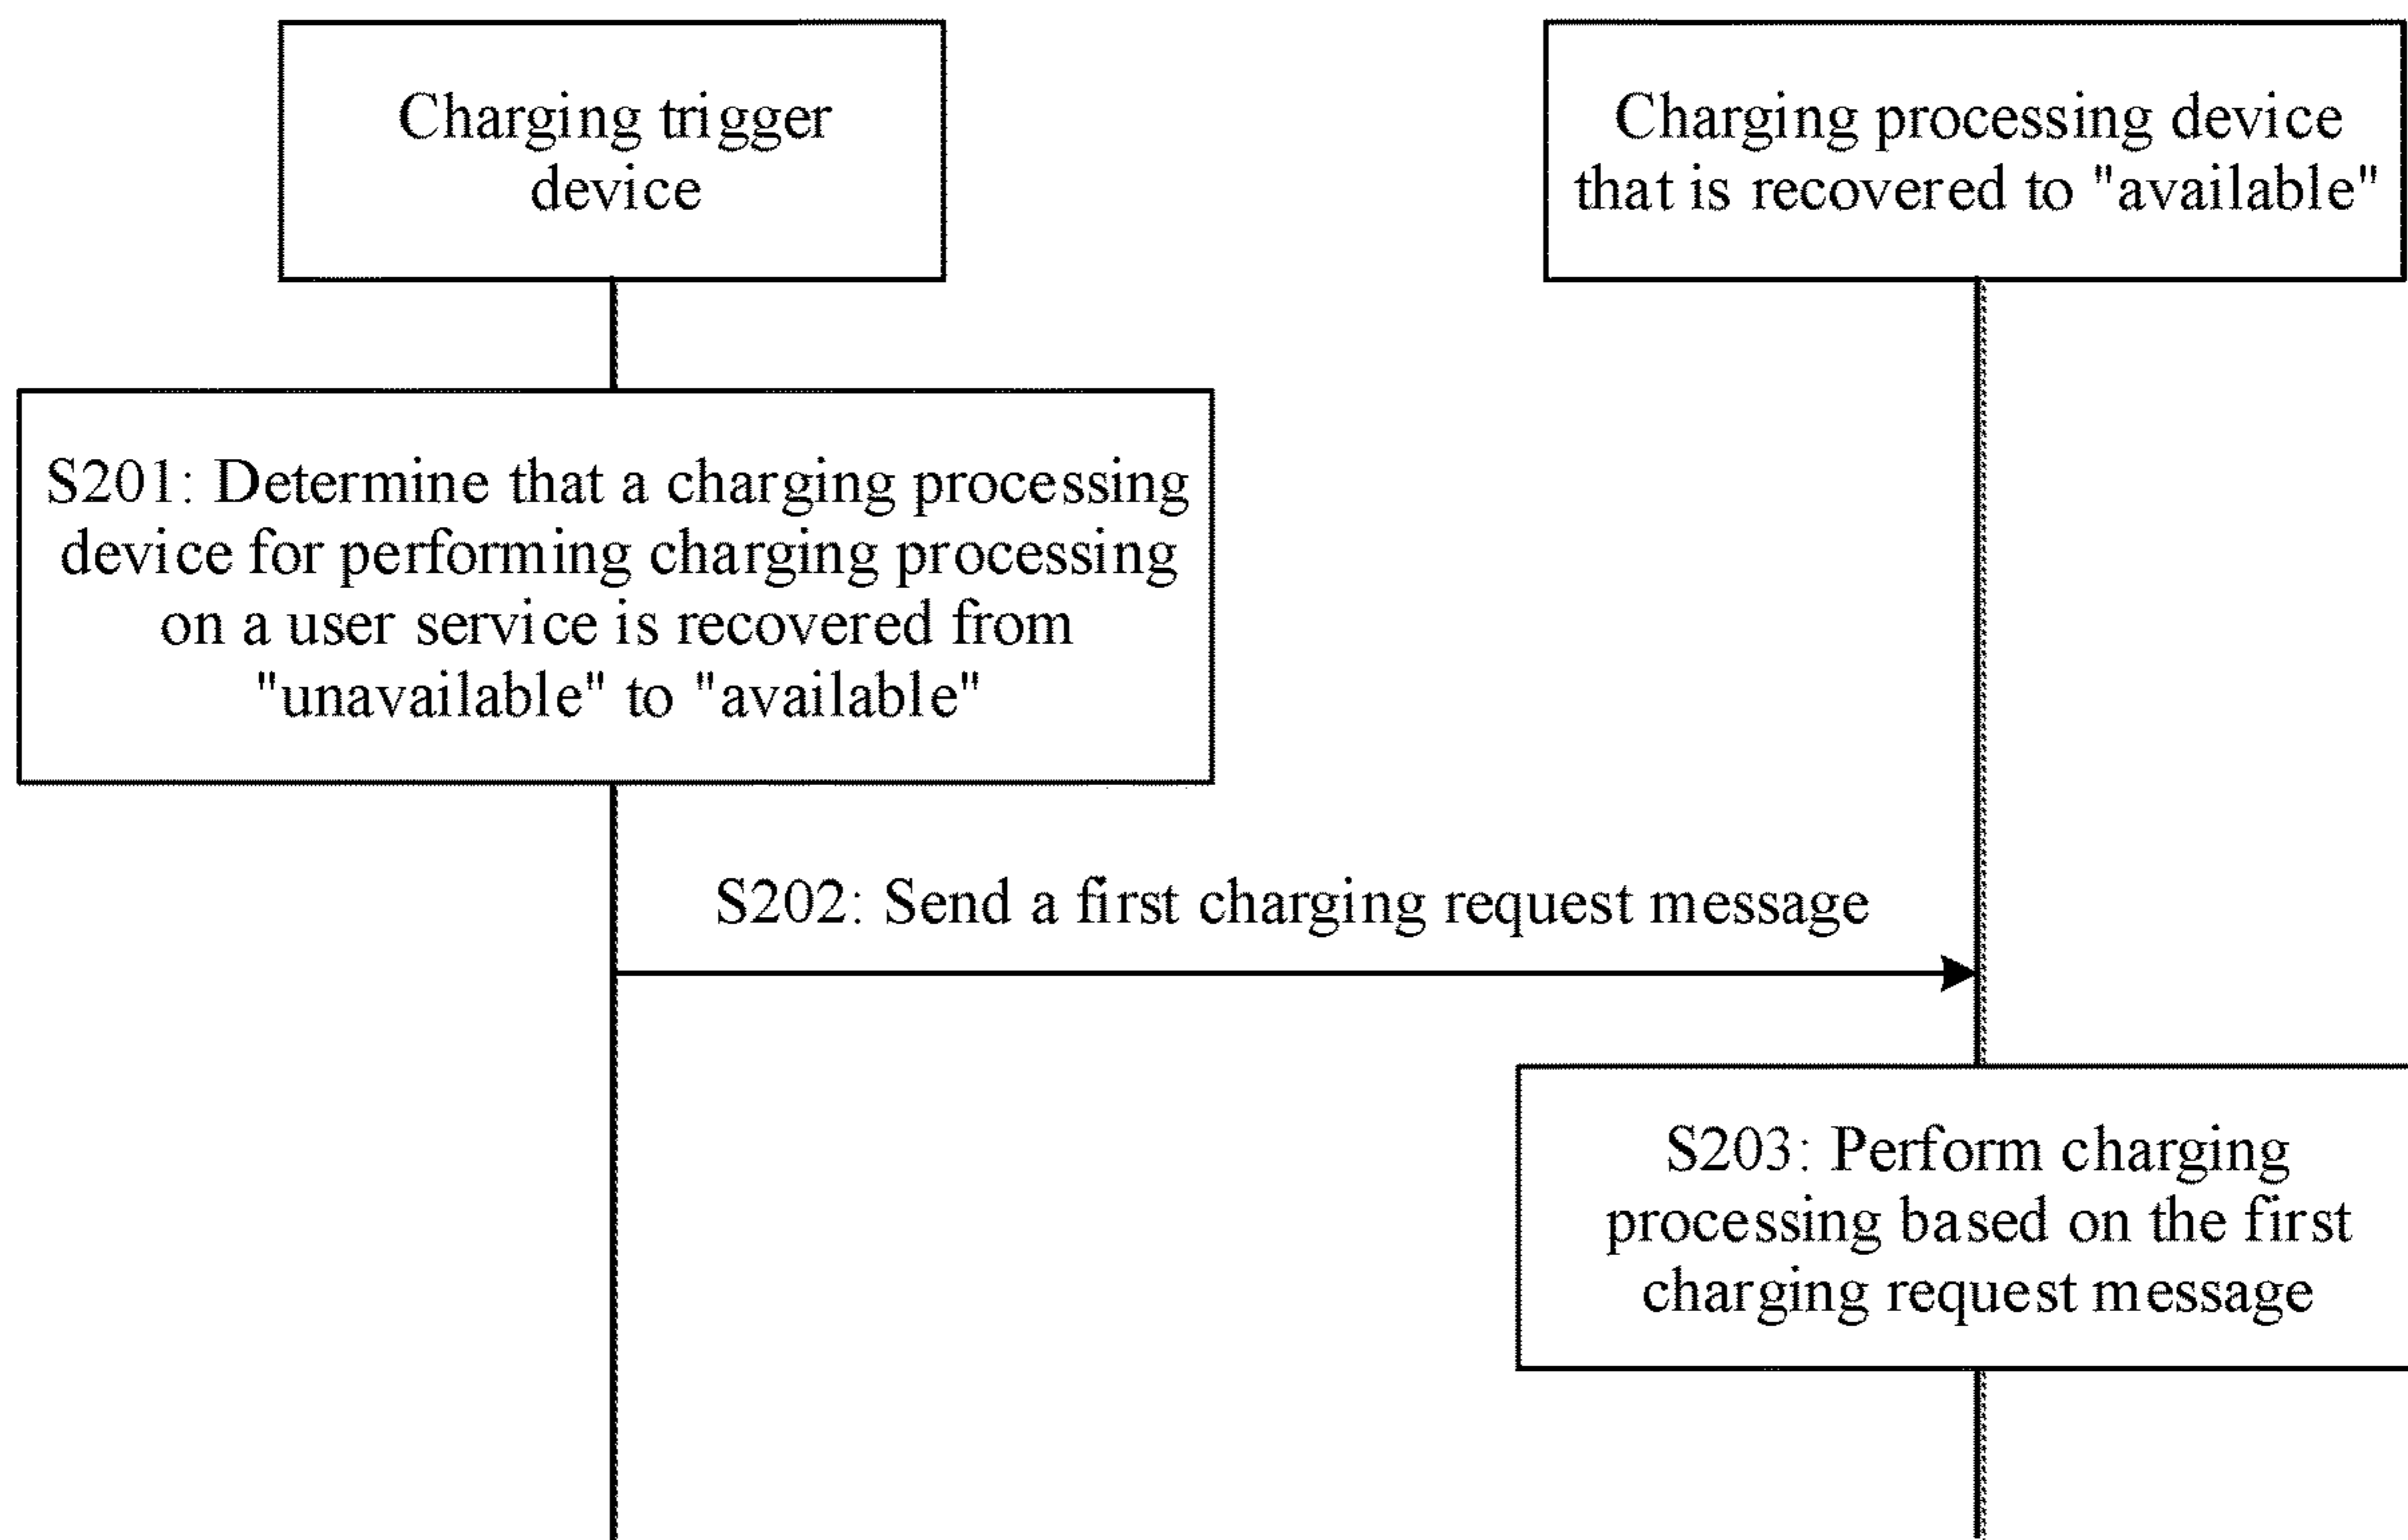 Charging trigger
device
Charging processing device
that is recovered to "available"
S201: Determine that a charging processing
device for performing charging processing
on a user service is recovered from
"unavailable" to "available"
S202: Send a first charging request message
S203: Perform charging
processing based on the first
charging request message